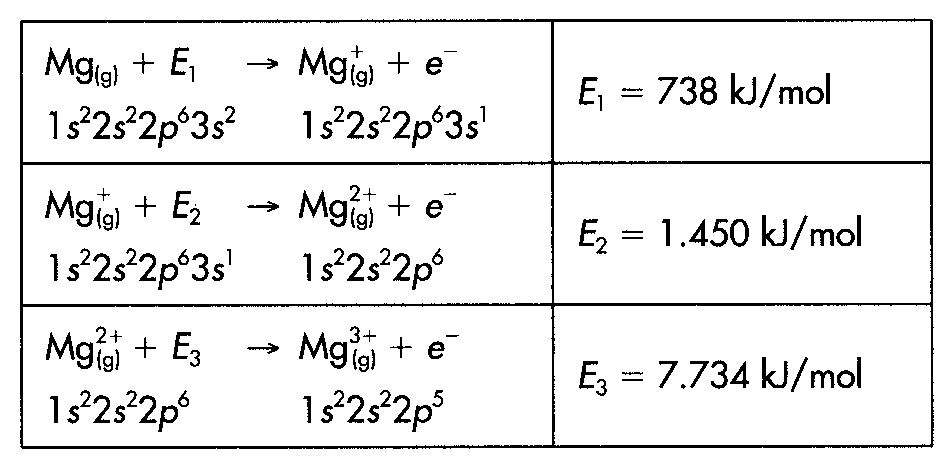 Mg(g) + E₁ → Mg⁺(g) + e⁻
1s²2s²2p⁶3s² 1s²2s²2p⁶3s¹
E₁ = 738 kJ/mol
Mg⁺(g) + E₂ → Mg²⁺(g) + e⁻
1s²2s²2p⁶3s¹ 1s²2s²2p⁶
E₂ = 1.450 kJ/mol
Mg²⁺(g) + E₃ → Mg³⁺(g) + e⁻
1s²2s²2p⁶ 1s²2s²2p⁵
E₃ = 7.734 kJ/mol